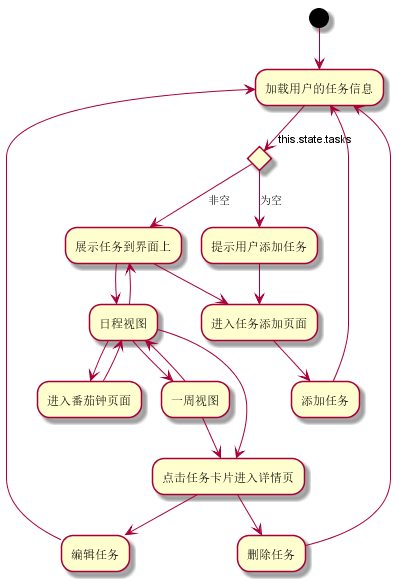 加载用户的任务信息
this.state.tasks
非空
为空
展示任务到界面上
提示用户添加任务
日程视图
进入任务添加页面
进入番茄钟页面
一周视图
添加任务
点击任务卡片进入详情页
编辑任务
删除任务